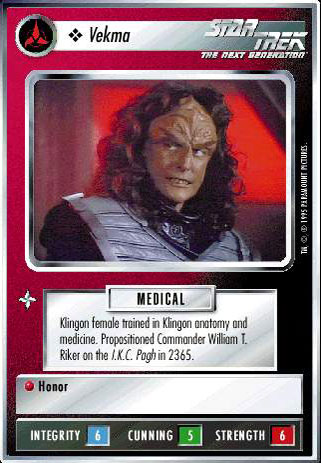 ❖ Vekma
STAR TREK
THE NEXT GENERATION
TM, © & © 1995 PARAMOUNT PICTURES.
MEDICAL
Klingon female trained in Klingon anatomy and
medicine. Propositioned Commander William T.
Riker on the I.K.C. Pagh in 2365.
Honor
INTEGRITY 6 CUNNING 5 STRENGTH 6